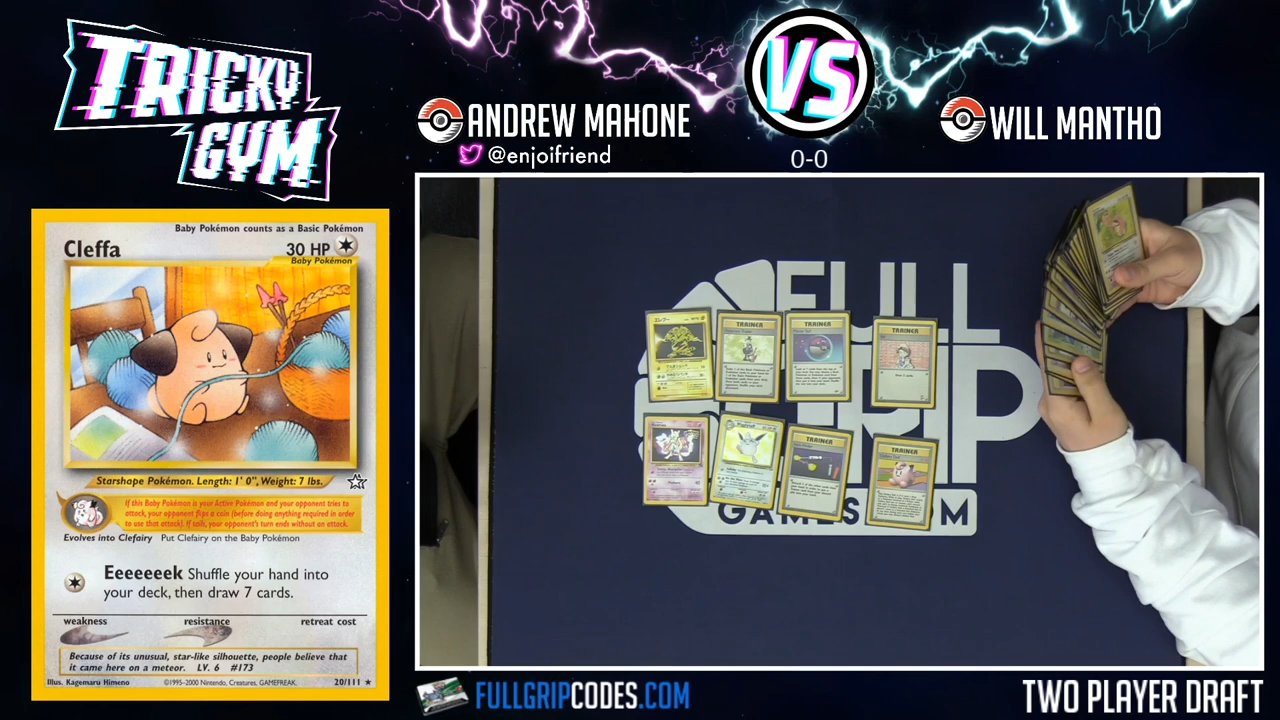 TRICKY
GYM
ANDREW MAHONE
@enjoifriend
VS
0-0
WILL MANTHO
Baby Pokémon counts as a Basic Pokémon
Cleffa
30 HP
Baby Pokémon
Starshape Pokémon. Length: 1' 0", Weight: 7 lbs.
If this Baby Pokémon is your Active Pokémon and your opponent tries to
attack, your opponent flips a coin (before doing anything required in order
to use that attack). If tails, your opponent's turn ends without an attack.
Evolves into Clefairy Put Clefairy on the Baby Pokémon
Eeeeeeek Shuffle your hand into
your deck, then draw 7 cards.
weakness resistance retreat cost
Because of its unusual, star-like silhouette, people believe that
it came here on a meteor. LV. 6 #173
Illus. Kagemaru Himeno ©1995-2000 Nintendo, Creatures, GAMEFREAK. 20/111 ★
FULL
GRIP
GAMES
M
TRAINER
TRAINER
TRAINER
TRAINER
TRAINER
FULLGRIPCODES.COM
TWO PLAYER DRAFT